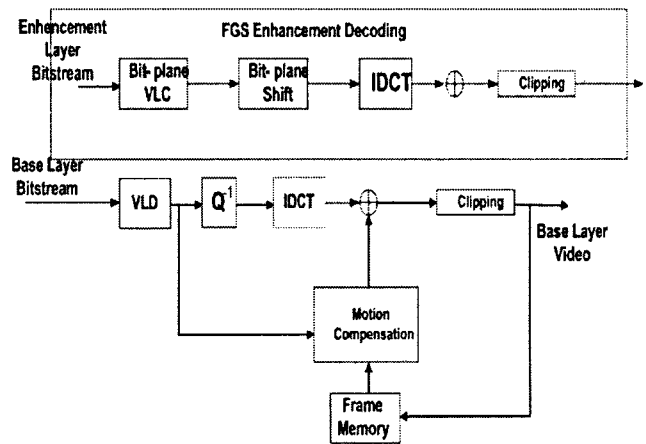 Enhencement
Layer
Bitstream
FGS Enhancement Decoding
Bit- plane
VLC
Bit- plane
Shift
IDCT
Clipping
Base Layer
Bitstream
VLD
Q-1
IDCT
Clipping
Base Layer
Video
Motion
Compensation
Frame
Memory